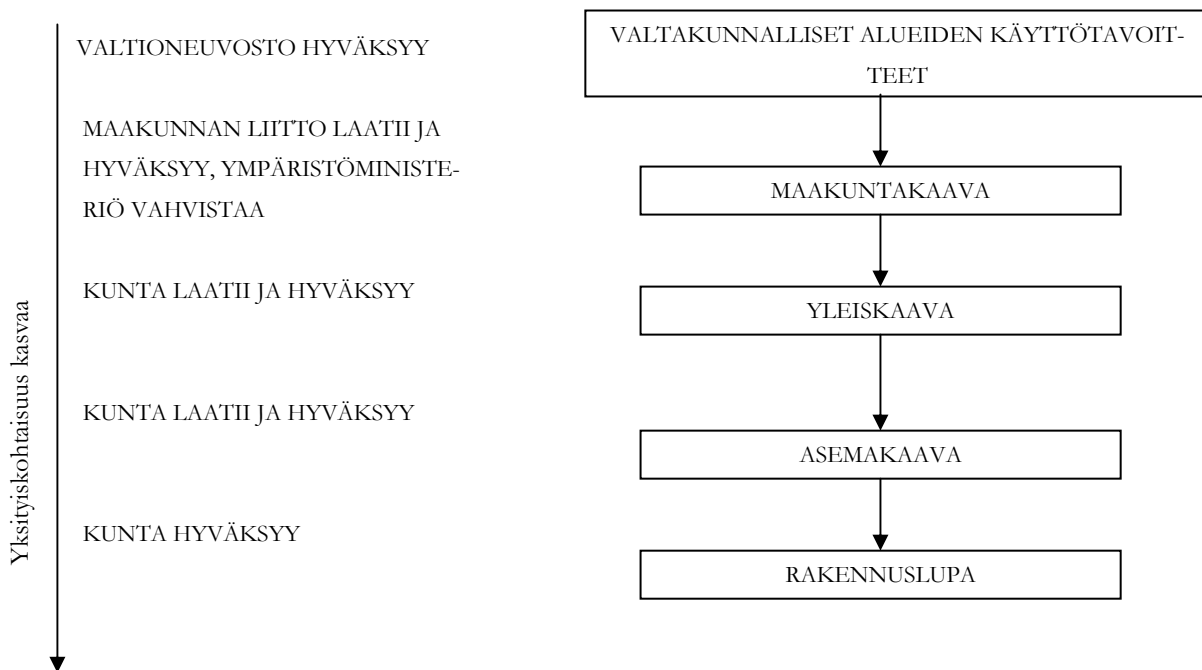 VALTIONEUVOSTO HYVÄKSYY
VALTAKUNNALLISET ALUEIDEN KÄYTTÖTAVOIT-
TEET
MAAKUNNAN LIITTO LAATII JA
HYVÄKSYY, YMPÄRISTÖMINISTE-
RIÖ VAHVISTAA
MAAKUNTAKAAVA
KUNTA LAATII JA HYVÄKSYY
YLEISKAAVA
KUNTA LAATII JA HYVÄKSYY
ASEMAKAAVA
KUNTA HYVÄKSYY
RAKENNUSLUPA
Yksityiskohtaisuus kasvaa